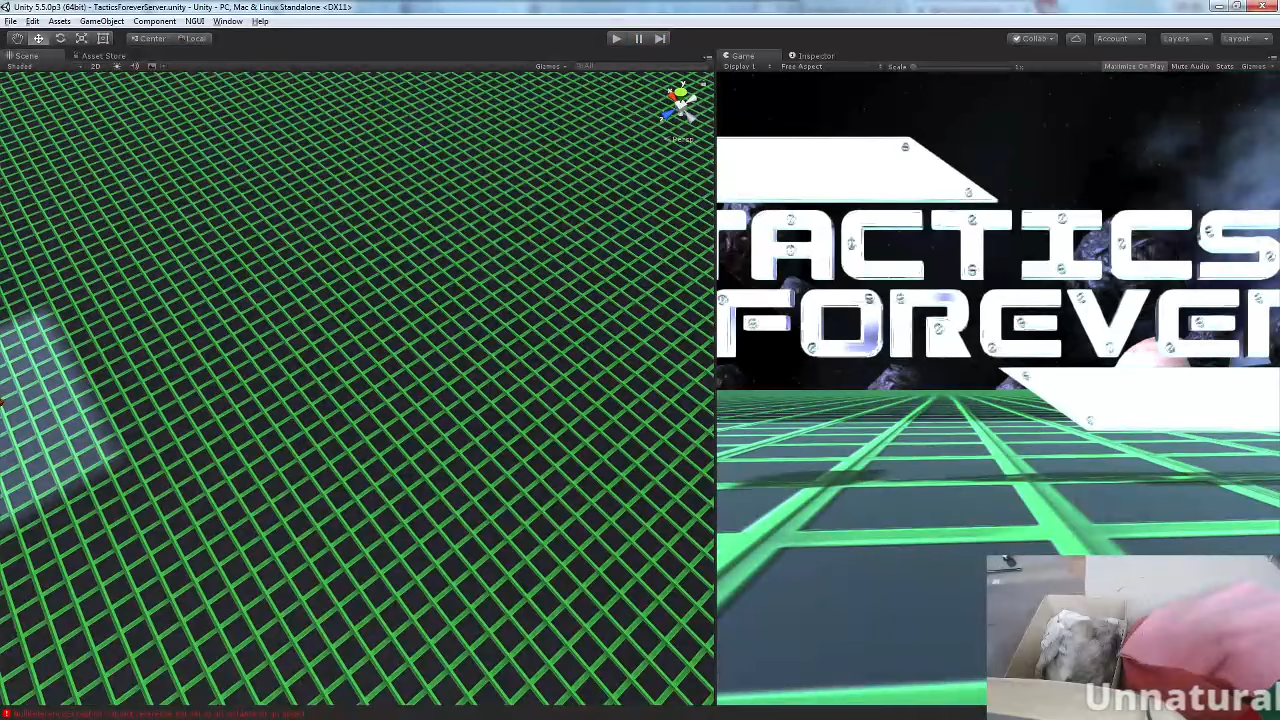 Unity 5.5.0p3 (64bit) - TacticsForeverServer.unity - Unity - PC, Mac & Linux Standalone <DX11>
File Edit Assets GameObject Component NGUI Window Help
Center Local Collab Account Layers Layout
Scene Asset Store Game Inspector
Shaded 2D Gizmos Display 1 Free Aspect Scale 1x Maximize On Play Mute Audio Stats Gizmos
Persp
TACTICS
FOREVER
Unnatural